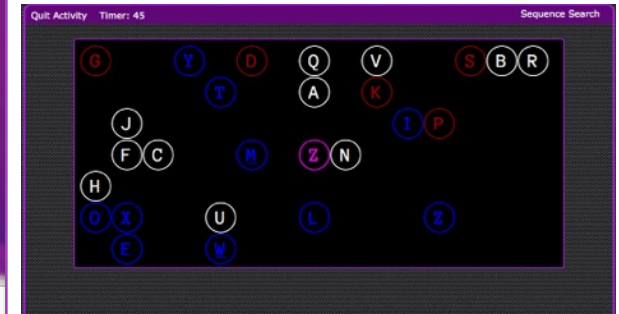 Quit Activity Timer: 45 Sequence Search
G Y D Q V S B R
T A K
J I P
F C M Z N
H
O X U L Z
E W